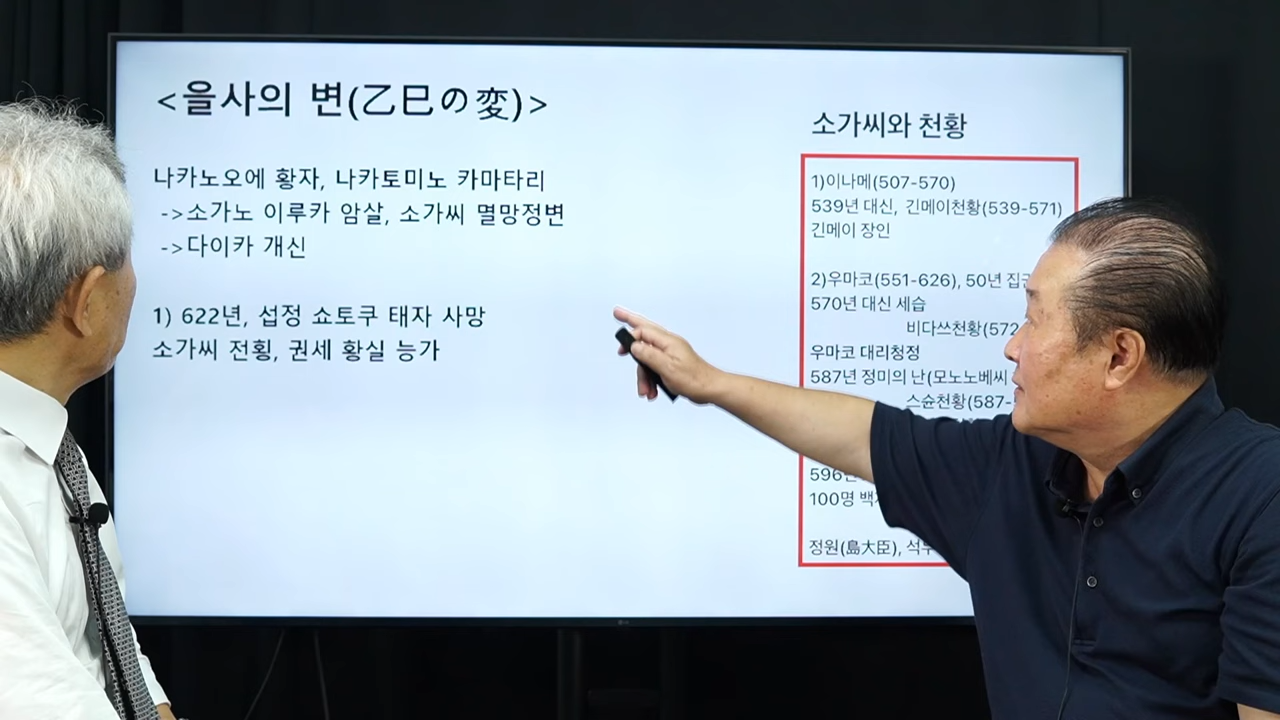 <을사의 변(乙巳の変)>
나카노오에 황자, 나카토미노 카마타리
->소가노 이루카 암살, 소가씨 멸망정변
->다이카 개신
1) 622년, 섭정 쇼토쿠 태자 사망
소가씨 전횡, 권세 황실 능가
소가씨와 천황
1)이나메(507-570)
539년 대신, 긴메이천황(539-571)
긴메이 장인
2)우마코(551-626), 50년
570년 대신 세습
비다쓰천황(572
우마코 대리청정
587년 정미의 난(모노노베씨
스슌천황(587-
100명
정원(島大臣),
LG